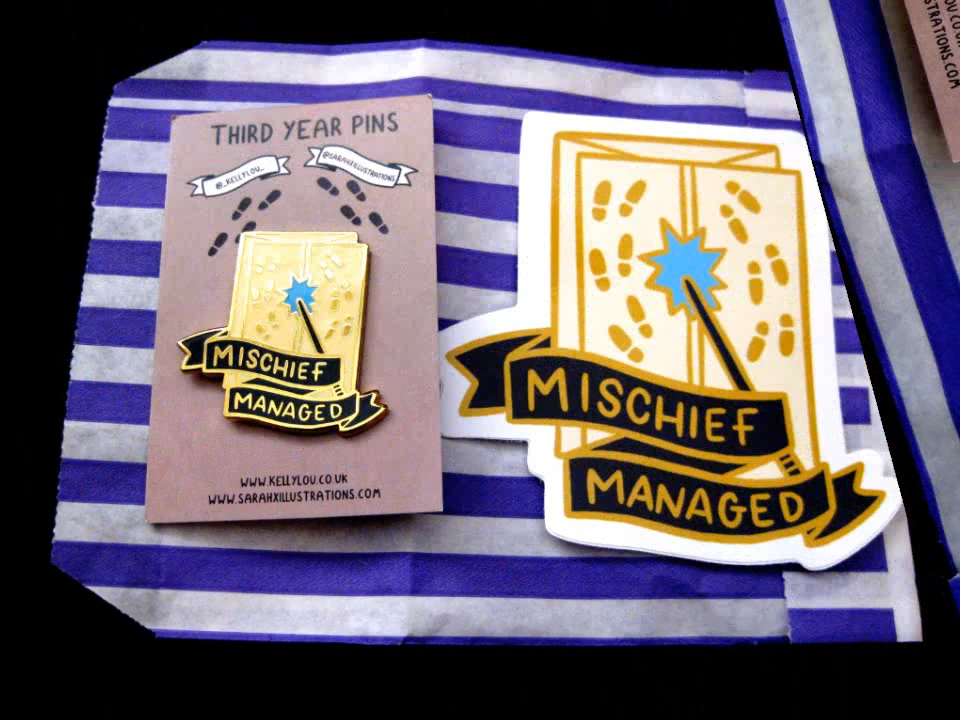 THIRD YEAR PINS
@_KELLYLOU_
@SARAHXILLUSTRATIONS
MISCHIEF
MANAGED
WWW.KELLYLOU.CO.UK
WWW.SARAHXILLUSTRATIONS.COM
MISCHIEF
MANAGED